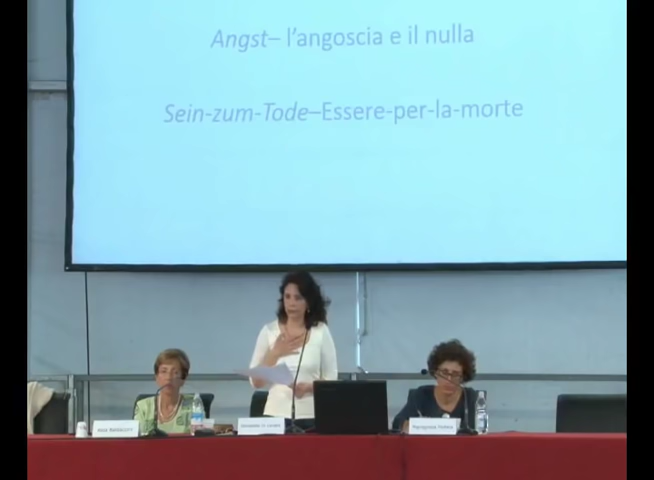 Angst– l'angoscia e il nulla
Sein-zum-Tode–Essere-per-la-morte